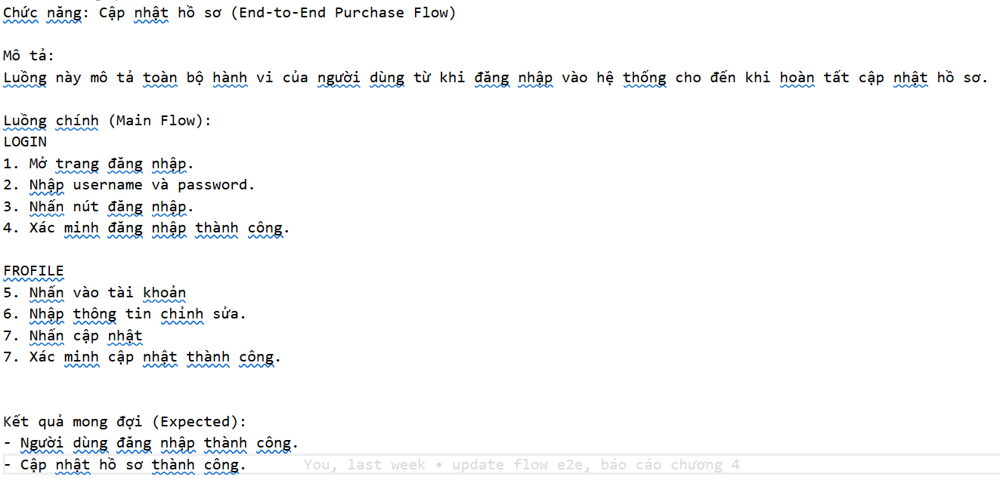 Chức năng: Cập nhật hồ sơ (End-to-End Purchase Flow)
Mô tả:
Luồng này mô tả toàn bộ hành vi của người dùng từ khi đăng nhập vào hệ thống cho đến khi hoàn tất cập nhật hồ sơ.
Luồng chính (Main Flow):
LOGIN
1. Mở trang đăng nhập.
2. Nhập username và password.
3. Nhấn nút đăng nhập.
4. Xác minh đăng nhập thành công.
FROFILE
5. Nhấn vào tài khoản
6. Nhập thông tin chỉnh sửa.
7. Nhấn cập nhật
7. Xác minh cập nhật thành công.
Kết quả mong đợi (Expected):
- Người dùng đăng nhập thành công.
- Cập nhật hồ sơ thành công. You, last week • update flow e2e, báo cáo chương 4